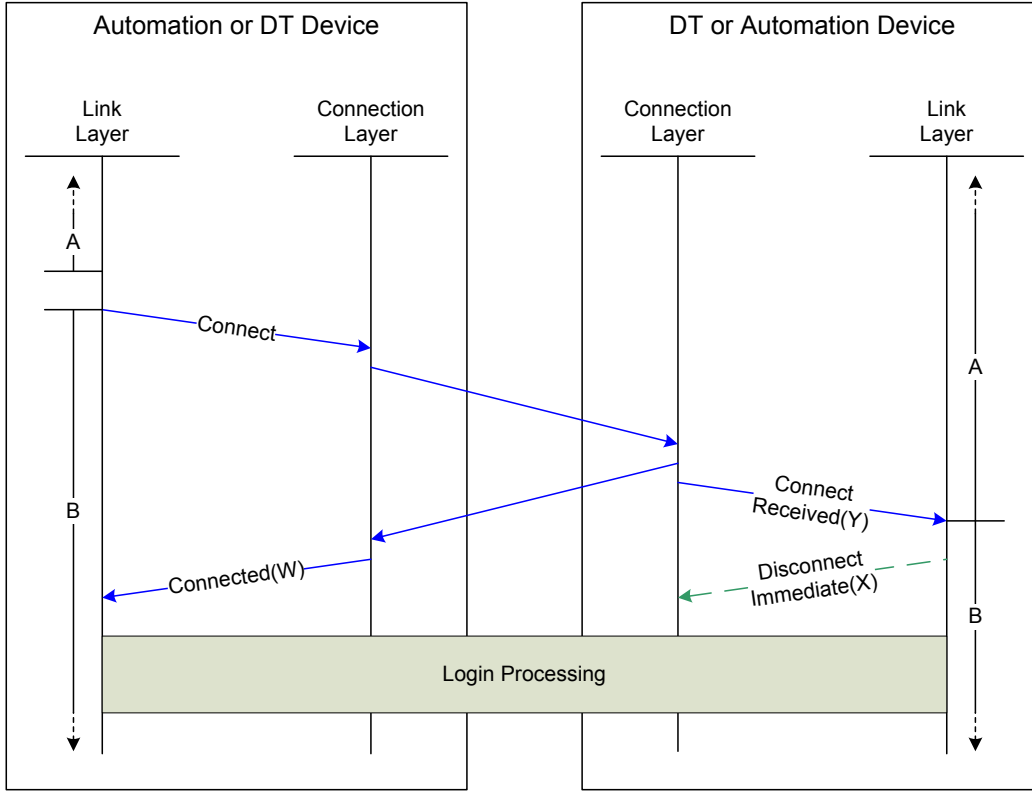 Automation or DT Device
DT or Automation Device
Link
Layer
Connection
Layer
Connection
Layer
Link
Layer
A
Connect
A
B
Connect
Received(Y)
Connected(W)
Disconnect
Immediate(X)
B
Login Processing